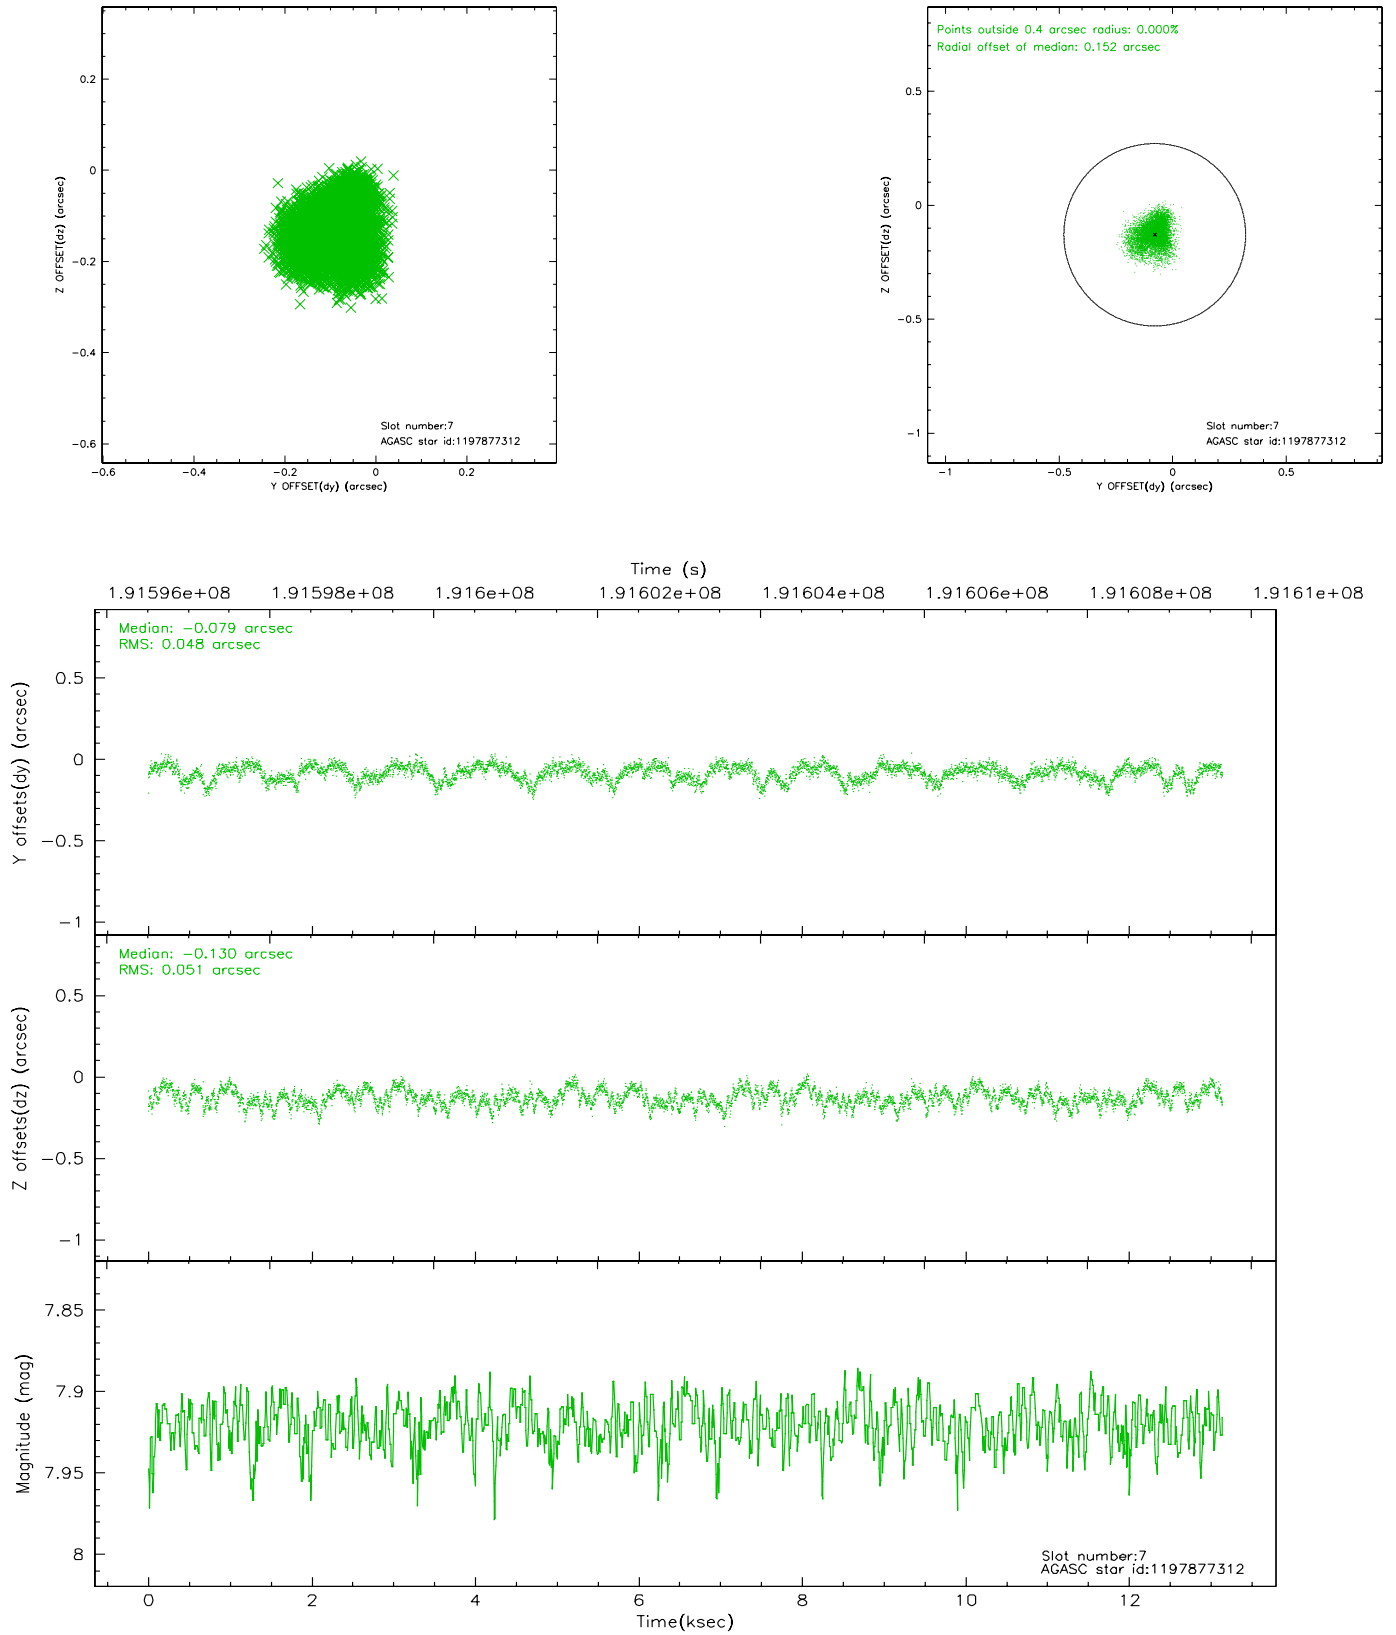 0.2
0
−0.2
−0.4
−0.6
Z OFFSET(dz) (arcsec)
−0.6 −0.4 −0.2 0 0.2
Y OFFSET(dy) (arcsec)
Slot number:7
AGASC star id:1197877312
Points outside 0.4 arcsec radius: 0.000%
Radial offset of median: 0.152 arcsec
0.5
0
−0.5
−1
Z OFFSET(dz) (arcsec)
−1 −0.5 0 0.5
Y OFFSET(dy) (arcsec)
Slot number:7
AGASC star id:1197877312
Time (s)
1.91596e+08 1.91598e+08 1.916e+08 1.91602e+08 1.91604e+08 1.91606e+08 1.91608e+08 1.9161e+08
Median: −0.079 arcsec
RMS: 0.048 arcsec
0.5
0
−0.5
−1
Y offsets(dy) (arcsec)
Median: −0.130 arcsec
RMS: 0.051 arcsec
0.5
0
−0.5
−1
Z offsets(dz) (arcsec)
7.85
7.9
7.95
8
Magnitude (mag)
Slot number:7
AGASC star id:1197877312
0 2 4 6 8 10 12
Time(ksec)